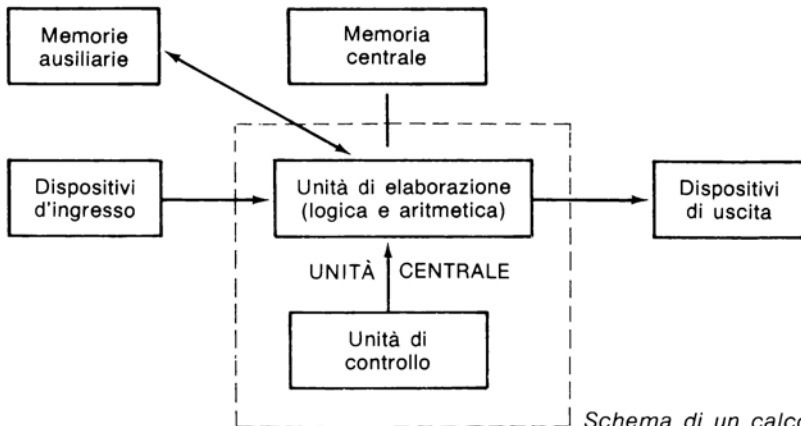 Memorie
ausiliarie
Memoria
centrale
Dispositivi
d'ingresso
Unità di elaborazione
(logica e aritmetica)
Dispositivi
di uscita
UNITÀ CENTRALE
Unità di
controllo
Schema di un